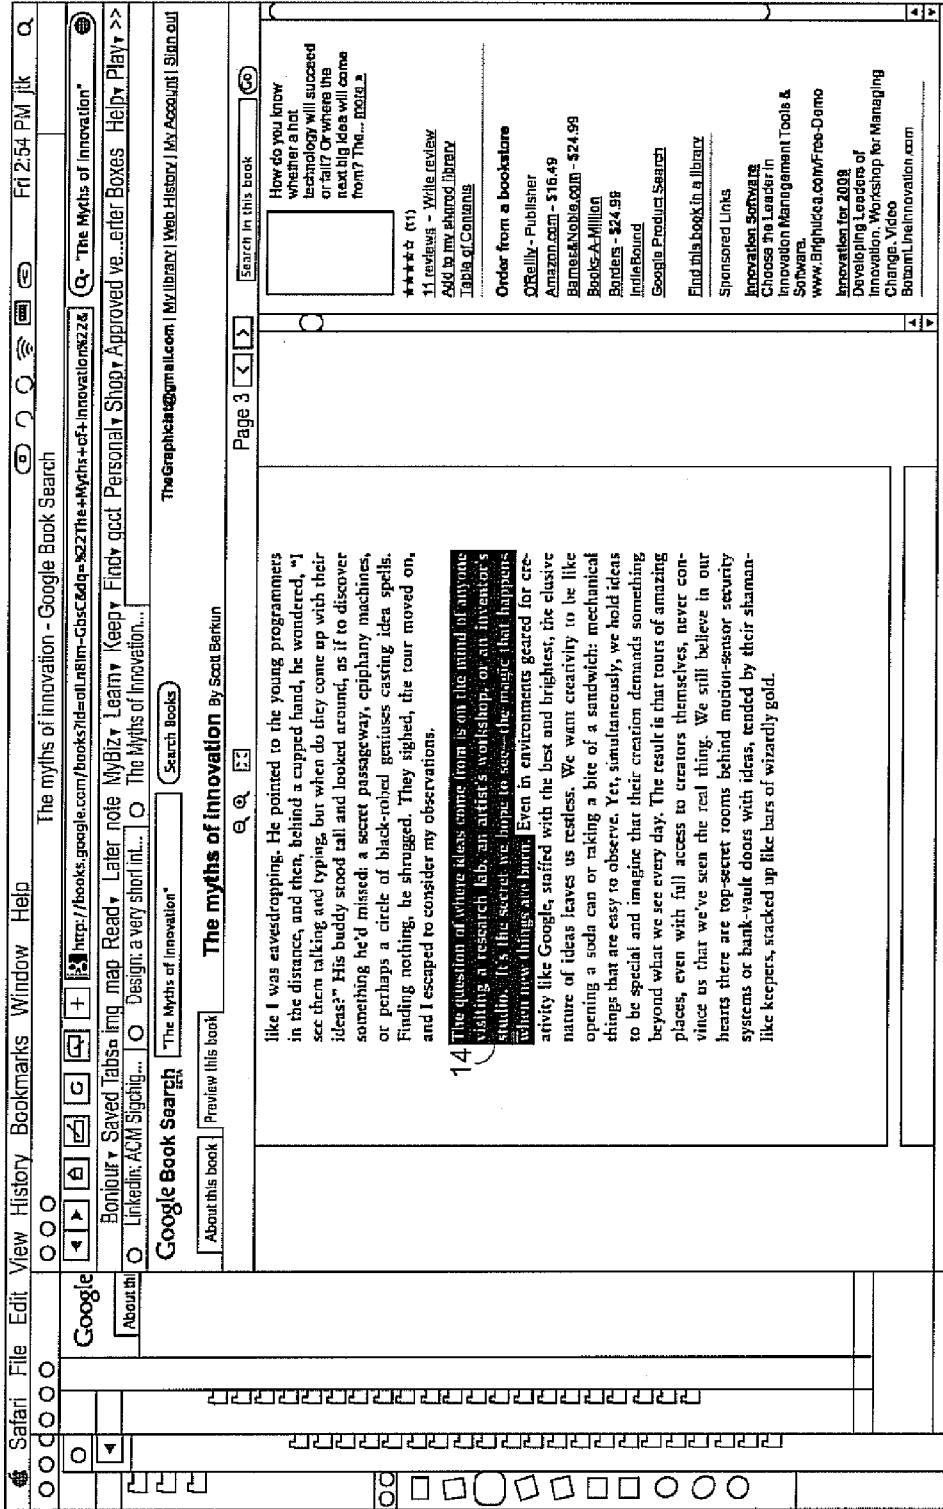 Safari File Edit View History Bookmarks Window Help Fri 2:54 PM jtk
The myths of Innovation - Google Book Search
"The Myths of Innovation"
Bonjour Saved Tabs Img map Read Later note MyBiz Learn Keep Find gcct Personal Shop Approved ve...erter Boxes Help Play >>
LinkedIn: ACM Sigchig... Design: a very short int... The Myths of Innovation...
Google
About thi
Google Book Search BETA "The Myths of Innovation" Search Books
TheGraphicist@gmail.com | My library | Web History | My Account | Sign out
About this book Preview this book The myths of innovation By Scott Berkun
Page 3 < > Search in this book Go
like I was eavesdropping. He pointed to the young programmers
in the distance, and then, behind a cupped hand, he wondered, “I
see them talking and typing, but when do they come up with their
ideas?” His buddy stood tall and looked around, as if to discover
something he'd missed: a secret passageway, epiphany machines,
or perhaps a circle of black-robed geniuses casting idea spells.
Finding nothing, he shrugged. They sighed, the tour moved on,
and I escaped to consider my observations.
14
The question of where ideas come from is on the mind of anyone
visiting a research lab, an artist's workshop, or an inventor's
studio. It's the secret we hope to see—the magic that happens
when new things are born. Even in environments geared for cre-
ativity like Google, staffed with the best and brightest, the elusive
nature of ideas leaves us restless. We want creativity to be like
opening a soda can or taking a bite of a sandwich: mechanical
things that are easy to observe. Yet, simultaneously, we hold ideas
to be special and imagine that their creation demands something
beyond what we see every day. The result is that tours of amazing
places, even with full access to creators themselves, never con-
vince us that we've seen the real thing. We still believe in our
hearts there are top-secret rooms behind motion-sensor security
systems or bank-vault doors with ideas, tended by their shaman-
like keepers, stacked up like bars of wizardly gold.
How do you know
whether a hot
technology will succeed
or fail? Or where the
next big idea will come
from? The... more »
(11)
11 reviews - Write review
Add to my shared library
Table of Contents
Order from a bookstore
O'Reilly - Publisher
Amazon.com - $16.49
Barnes&Noble.com - $24.99
Books-A-Million
Borders - $24.99
IndieBound
Google Product Search
Find this book in a library
Sponsored Links
Innovation Software
Choose the Leader in
Innovation Management Tools &
Software.
www.BrightIdea.com/Free-Demo
Innovation for 2009
Developing Leaders of
Innovation. Workshop for Managing
Change. Video
BottomLineInnovation.com